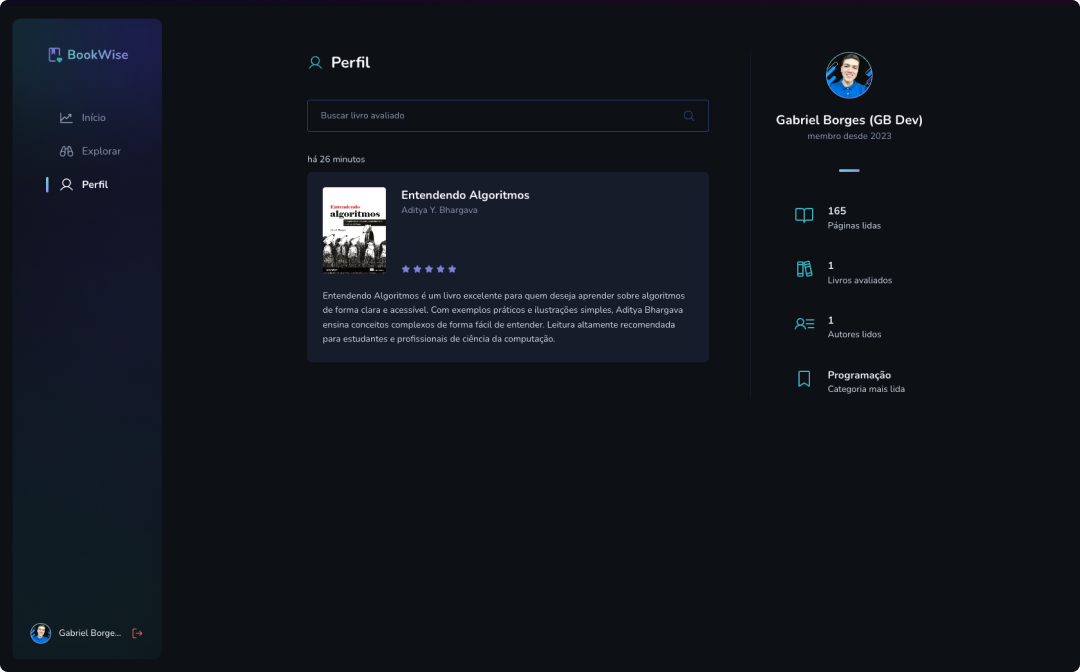 BookWise
Início
Explorar
Perfil
Gabriel Borge...
Perfil
Buscar livro avaliado
há 26 minutos
Entendendo
algoritmos
Entendendo Algoritmos
Aditya Y. Bhargava
Entendendo Algoritmos é um livro excelente para quem deseja aprender sobre algoritmos
de forma clara e acessível. Com exemplos práticos e ilustrações simples, Aditya Bhargava
ensina conceitos complexos de forma fácil de entender. Leitura altamente recomendada
para estudantes e profissionais de ciência da computação.
Gabriel Borges (GB Dev)
membro desde 2023
165
Páginas lidas
1
Livros avaliados
1
Autores lidos
Programação
Categoria mais lida